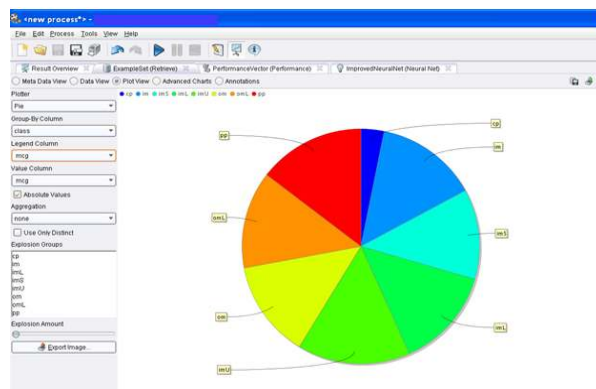 <new process*> -
File Edit Process Tools View Help
Result Overview ExampleSet (Retrieve) PerformanceVector (Performance) ImprovedNeuralNet (Neural Net)
Meta Data View Data View Plot View Advanced Charts Annotations
Plotter
Pie
Group-By Column
class
Legend Column
mcg
Value Column
mcg
Absolute Values
Aggregation
none
Use Only Distinct
Explosion Groups
cp
im
imL
imS
imU
om
omL
pp
Explosion Amount
Export Image...
cp im imS imL imU om omL pp
cp
pp
im
omL
imS
om
imL
imU